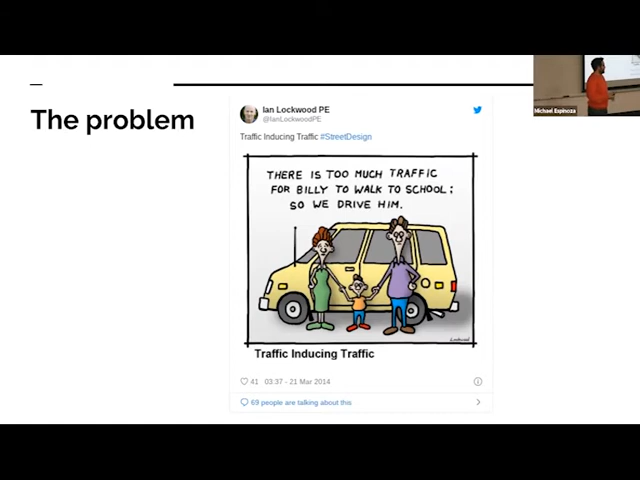 The problem
Ian Lockwood PE
@IanLockwoodPE
Traffic Inducing Traffic #StreetDesign
THERE IS TOO MUCH TRAFFIC
FOR BILLY TO WALK TO SCHOOL;
SO WE DRIVE HIM.
Lockwood
Traffic Inducing Traffic
41 03:37 - 21 Mar 2014
69 people are talking about this
Michael Espinoza